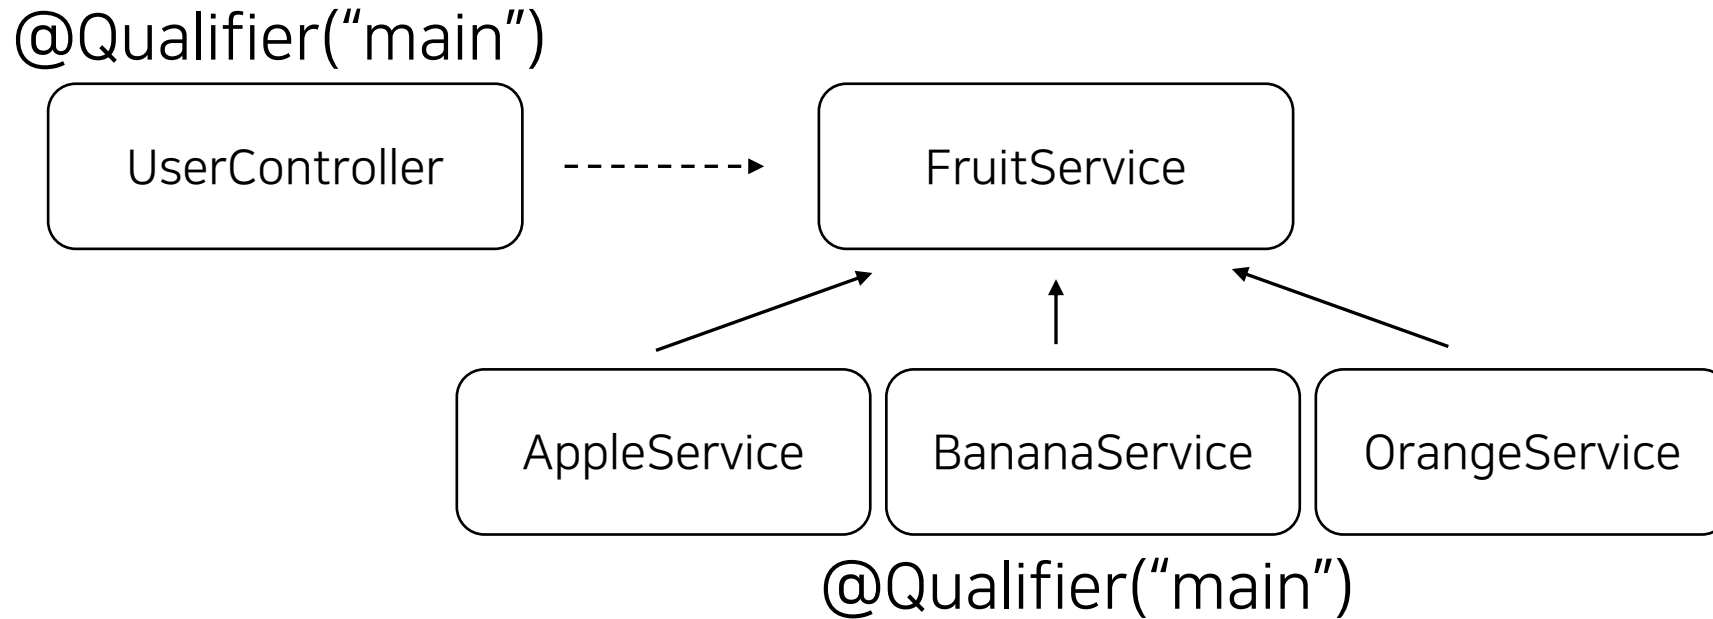 @Qualifier(“main”)
UserController
FruitService
AppleService
BananaService
OrangeService
@Qualifier(“main”)